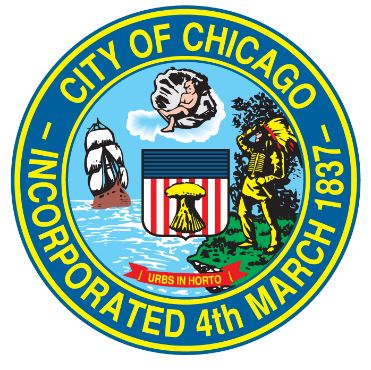 CITY OF CHICAGO
– INCORPORATED 4th MARCH 1837 –
URBS IN HORTO